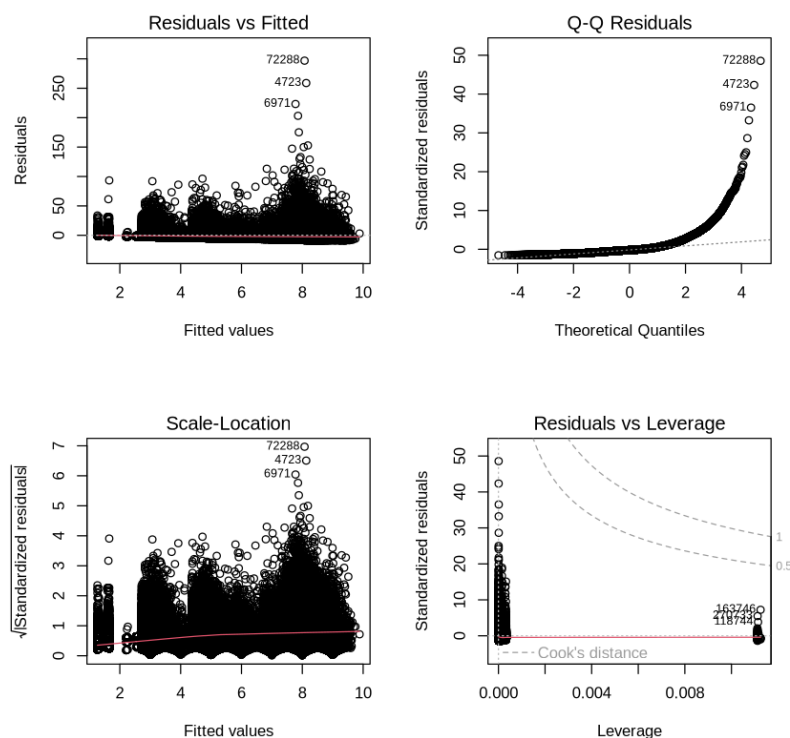 Residuals vs Fitted
Residuals
250
150
50
0
72288
4723
6971
2 4 6 8 10
Fitted values
Q-Q Residuals
Standardized residuals
50
40
30
20
10
0
72288
4723
6971
-4 -2 0 2 4
Theoretical Quantiles
Scale-Location
√|Standardized residuals|
7
6
5
4
3
2
1
0
72288
4723
6971
2 4 6 8 10
Fitted values
Residuals vs Leverage
Standardized residuals
50
40
30
20
10
0
1
0.5
163746
270733
118744
Cook's distance
0.000 0.004 0.008
Leverage